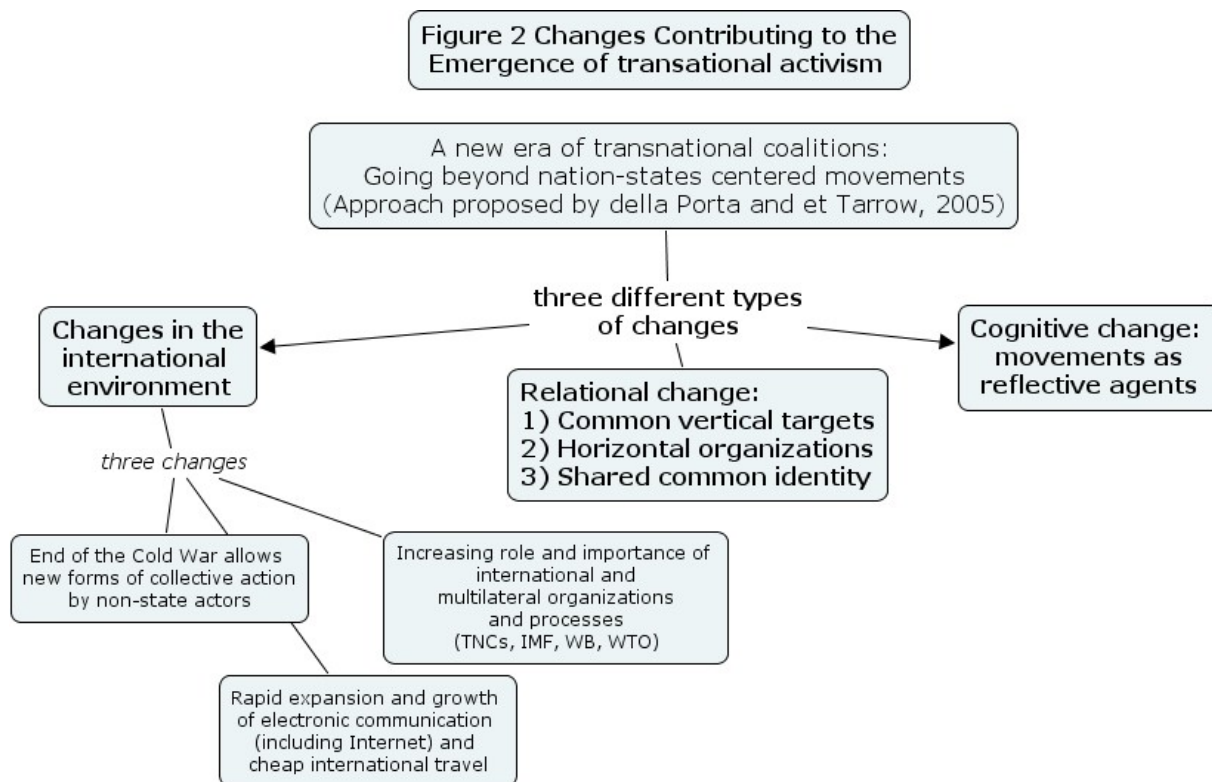 Figure 2 Changes Contributing to the
Emergence of transational activism
A new era of transnational coalitions:
Going beyond nation-states centered movements
(Approach proposed by della Porta and et Tarrow, 2005)
three different types
of changes
Changes in the
international
environment
Relational change:
1) Common vertical targets
2) Horizontal organizations
3) Shared common identity
Cognitive change:
movements as
reflective agents
three changes
End of the Cold War allows
new forms of collective action
by non-state actors
Increasing role and importance of
international and
multilateral organizations
and processes
(TNCs, IMF, WB, WTO)
Rapid expansion and growth
of electronic communication
(including Internet) and
cheap international travel